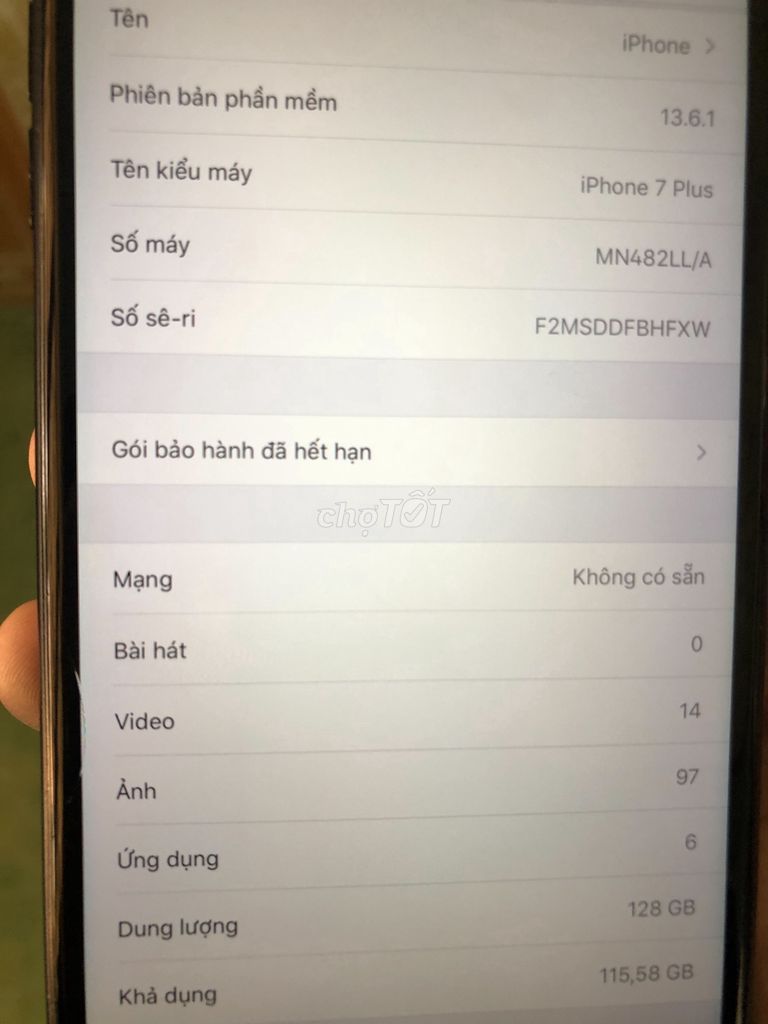 Tên
iPhone
Phiên bản phần mềm
13.6.1
Tên kiểu máy
iPhone 7 Plus
Số máy
MN482LL/A
Số sê-ri
F2MSDDFBHFXW
Gói bảo hành đã hết hạn
chợTỐT
Mạng
Không có sẵn
Bài hát
0
Video
14
Ảnh
97
Ứng dụng
6
Dung lượng
128 GB
Khả dụng
115,58 GB